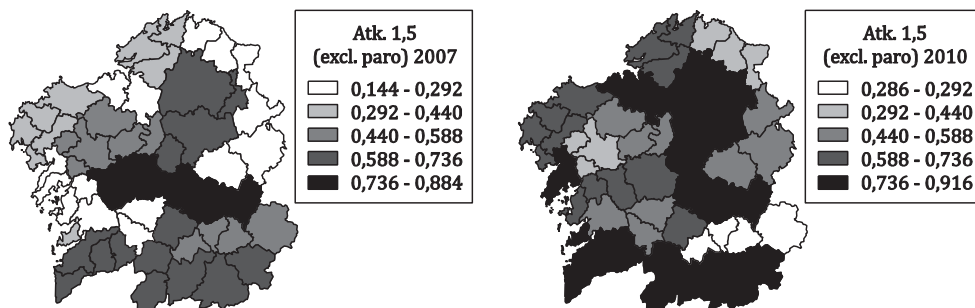 Atk. 1,5
(excl. paro) 2007
0,144 - 0,292
0,292 - 0,440
0,440 - 0,588
0,588 - 0,736
0,736 - 0,884
Atk. 1,5
(excl. paro) 2010
0,286 - 0,292
0,292 - 0,440
0,440 - 0,588
0,588 - 0,736
0,736 - 0,916